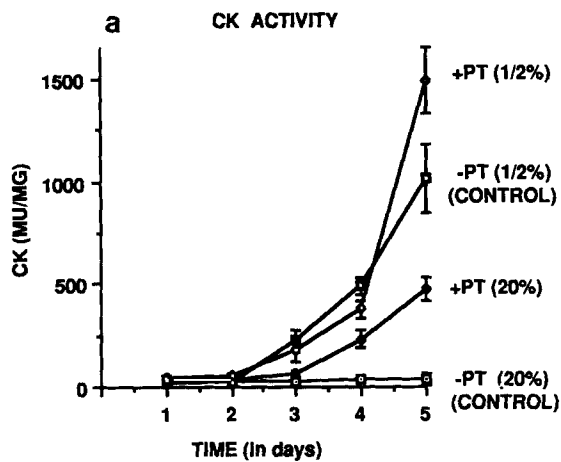 a
CK ACTIVITY
CK (MU/MG)
1500
1000
500
0
1 2 3 4 5
TIME (in days)
+PT (1/2%)
-PT (1/2%)
(CONTROL)
+PT (20%)
-PT (20%)
(CONTROL)